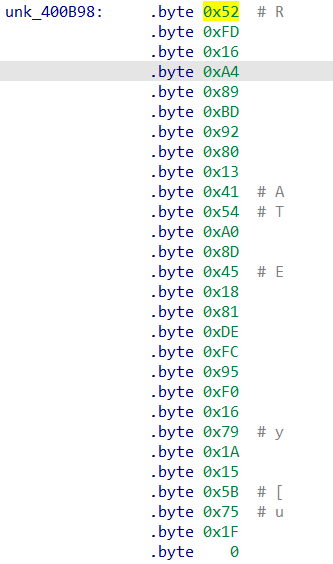 unk_400B98: .byte 0x52 # R
.byte 0xFD
.byte 0x16
.byte 0xA4
.byte 0x89
.byte 0xBD
.byte 0x92
.byte 0x80
.byte 0x13
.byte 0x41 # A
.byte 0x54 # T
.byte 0xA0
.byte 0x8D
.byte 0x45 # E
.byte 0x18
.byte 0x81
.byte 0xDE
.byte 0xFC
.byte 0x95
.byte 0xF0
.byte 0x16
.byte 0x79 # y
.byte 0x1A
.byte 0x15
.byte 0x5B # [
.byte 0x75 # u
.byte 0x1F
.byte 0